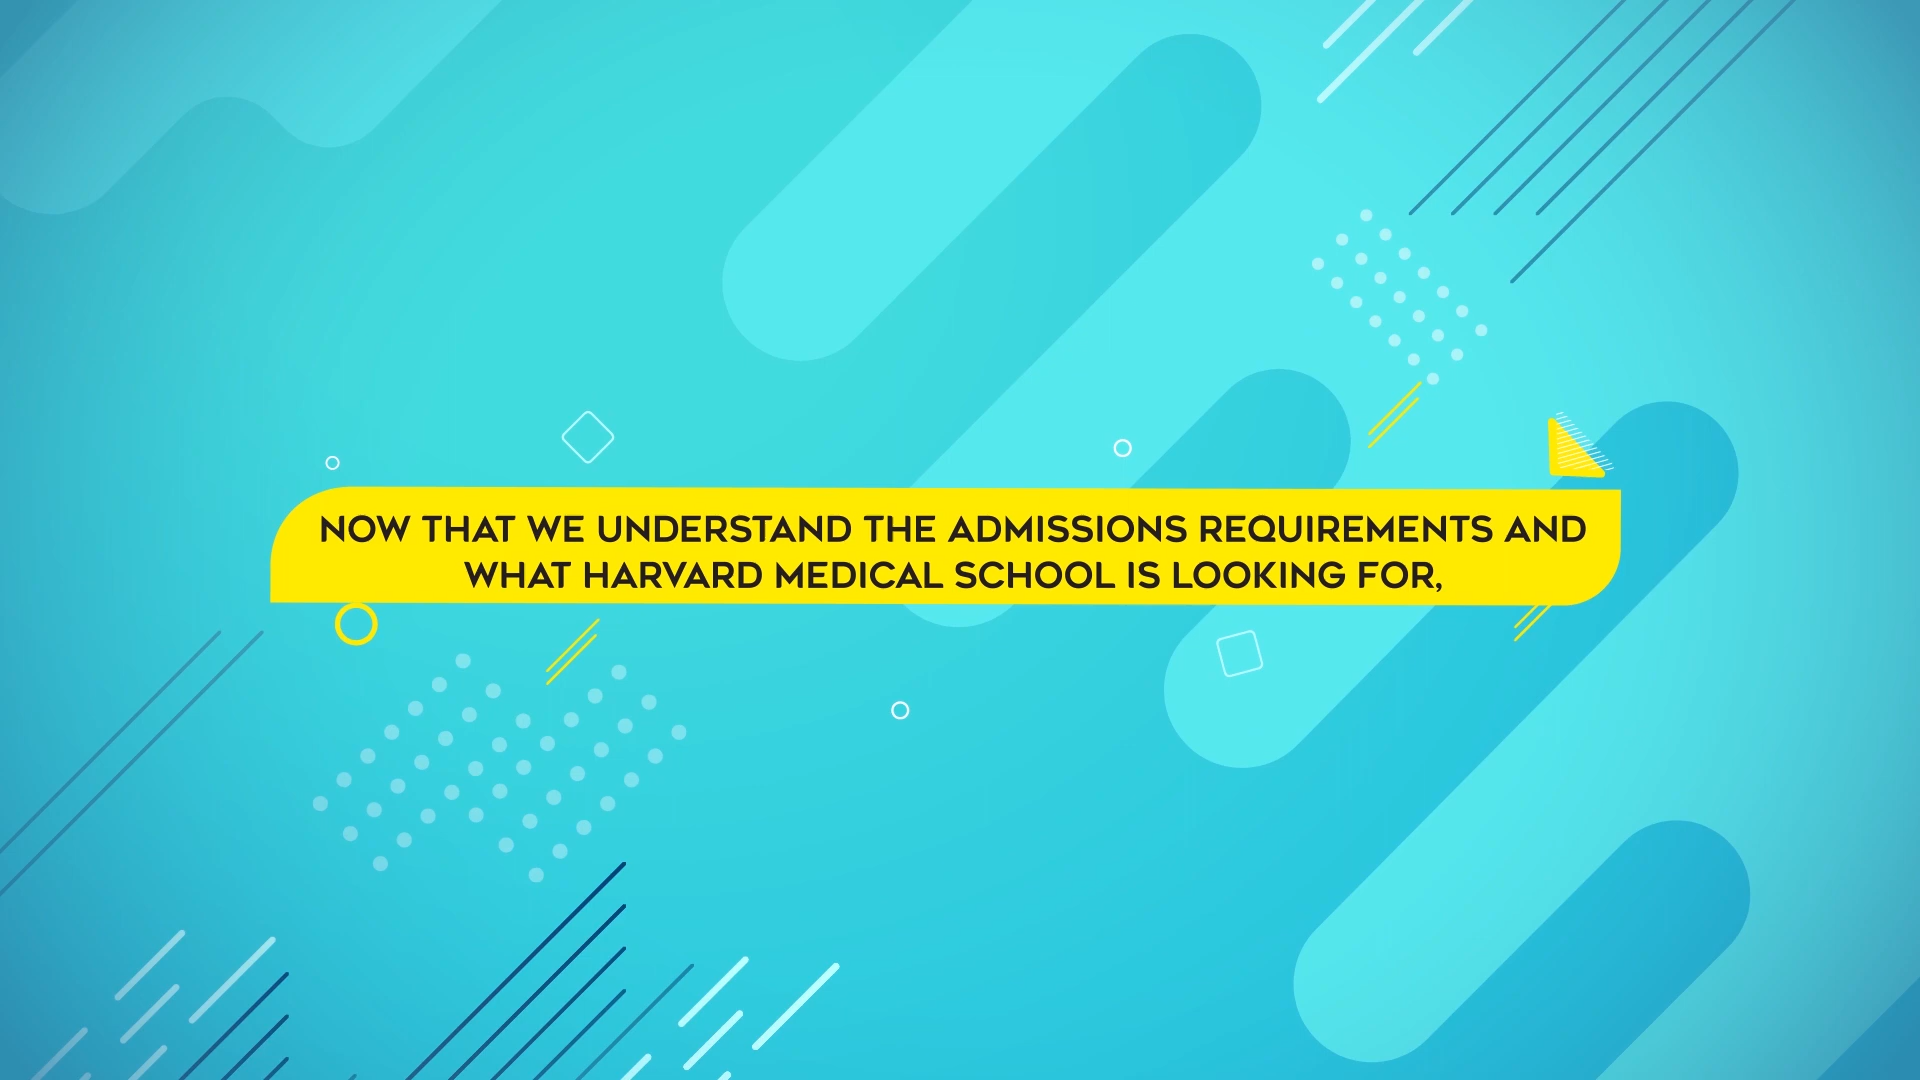 NOW THAT WE UNDERSTAND THE ADMISSIONS REQUIREMENTS AND
WHAT HARVARD MEDICAL SCHOOL IS LOOKING FOR,